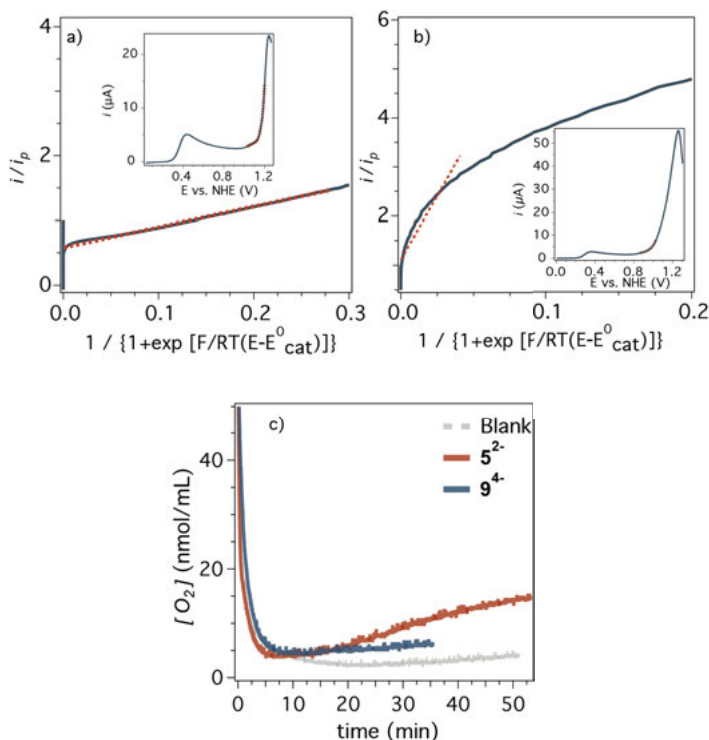 a)
4
2
0
i / i_p
20
10
0
i (μA)
0.4 0.8 1.2
E vs. NHE (V)
0.0 0.1 0.2 0.3
1 / {1+exp [F/RT(E-E⁰cat)]}
b)
6
4
2
i / i_p
50
40
30
20
10
0
i (μA)
0.0 0.4 0.8 1.2
E vs. NHE (V)
0.0 0.1 0.2
1 / {1+exp [F/RT(E-E⁰cat)]}
c)
Blank
5²⁻
9⁴⁻
40
20
0
[O₂] (nmol/mL)
0 10 20 30 40 50
time (min)